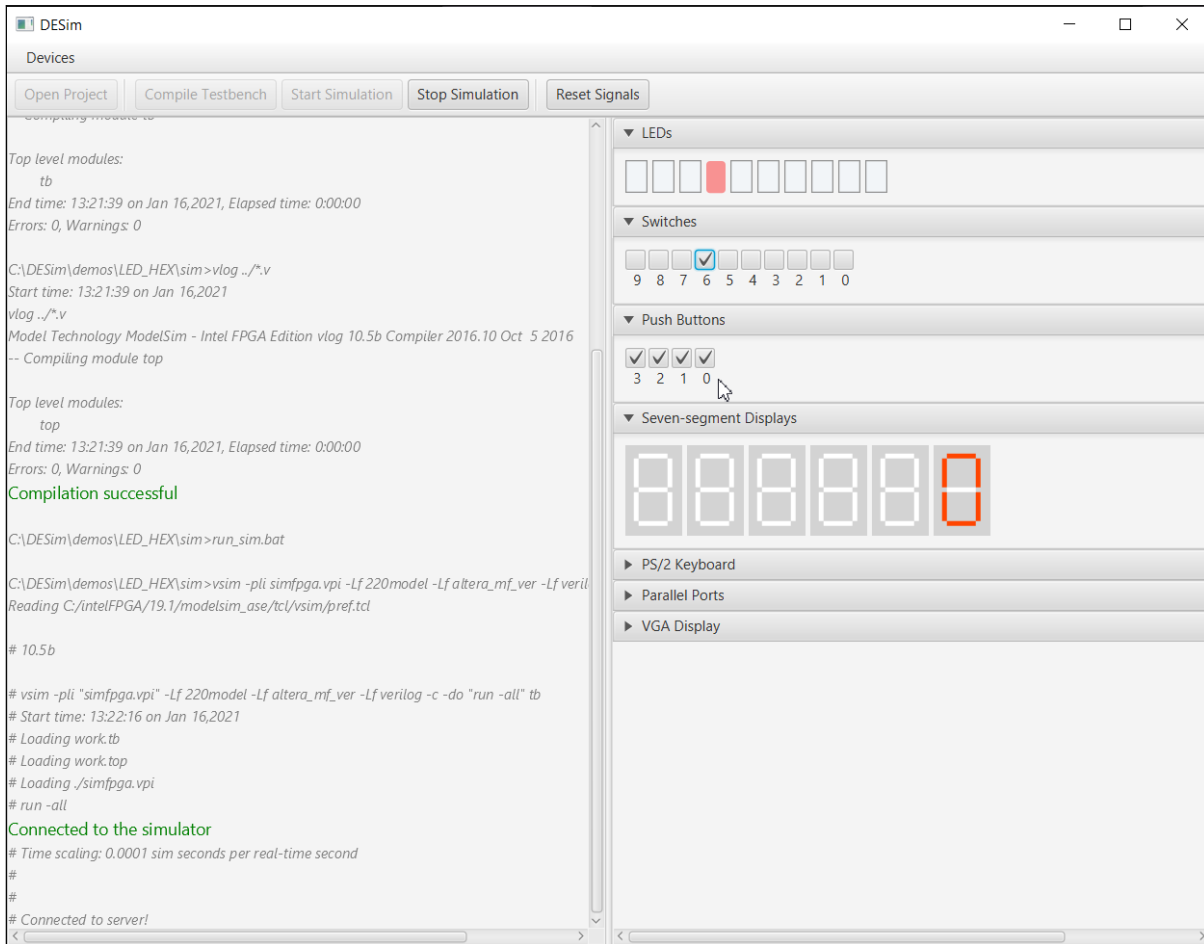 DESim
Devices
Open Project Compile Testbench Start Simulation Stop Simulation Reset Signals
-- Compiling module tb
Top level modules:
tb
End time: 13:21:39 on Jan 16,2021, Elapsed time: 0:00:00
Errors: 0, Warnings: 0
C:\DESim\demos\LED_HEX\sim>vlog ../*.v
Start time: 13:21:39 on Jan 16,2021
vlog ../*.v
Model Technology ModelSim - Intel FPGA Edition vlog 10.5b Compiler 2016.10 Oct  5 2016
-- Compiling module top
Top level modules:
top
End time: 13:21:39 on Jan 16,2021, Elapsed time: 0:00:00
Errors: 0, Warnings: 0
Compilation successful
C:\DESim\demos\LED_HEX\sim>run_sim.bat
C:\DESim\demos\LED_HEX\sim>vsim -pli simfpga.vpi -Lf 220model -Lf altera_mf_ver -Lf veril
Reading C:/intelFPGA/19.1/modelsim_ase/tcl/vsim/pref.tcl
# 10.5b
# vsim -pli "simfpga.vpi" -Lf 220model -Lf altera_mf_ver -Lf verilog -c -do "run -all" tb
# Start time: 13:22:16 on Jan 16,2021
# Loading work.tb
# Loading work.top
# Loading ./simfpga.vpi
# run -all
Connected to the simulator
# Time scaling: 0.0001 sim seconds per real-time second
#
#
# Connected to server!
LEDs
Switches
9 8 7 6 5 4 3 2 1 0
Push Buttons
3 2 1 0
Seven-segment Displays
0
PS/2 Keyboard
Parallel Ports
VGA Display